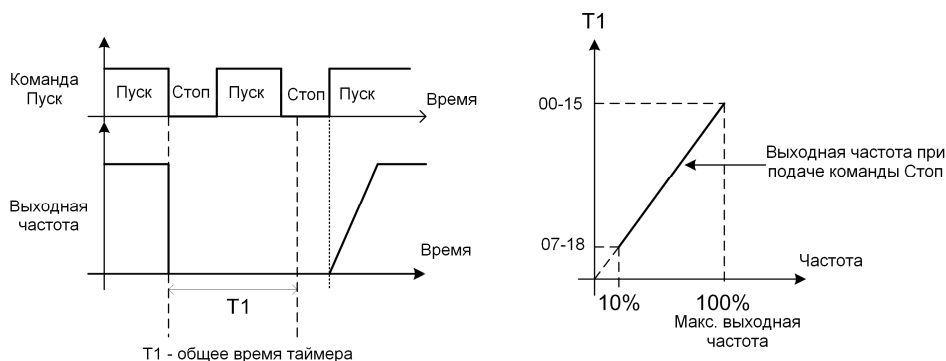 Команда
Пуск
Пуск
Стоп
Пуск
Стоп
Пуск
Время
Выходная
частота
Время
T1
T1 - общее время таймера
T1
00-15
Выходная частота при
подаче команды Стоп
07-18
Частота
10%
100%
Макс. выходная
частота